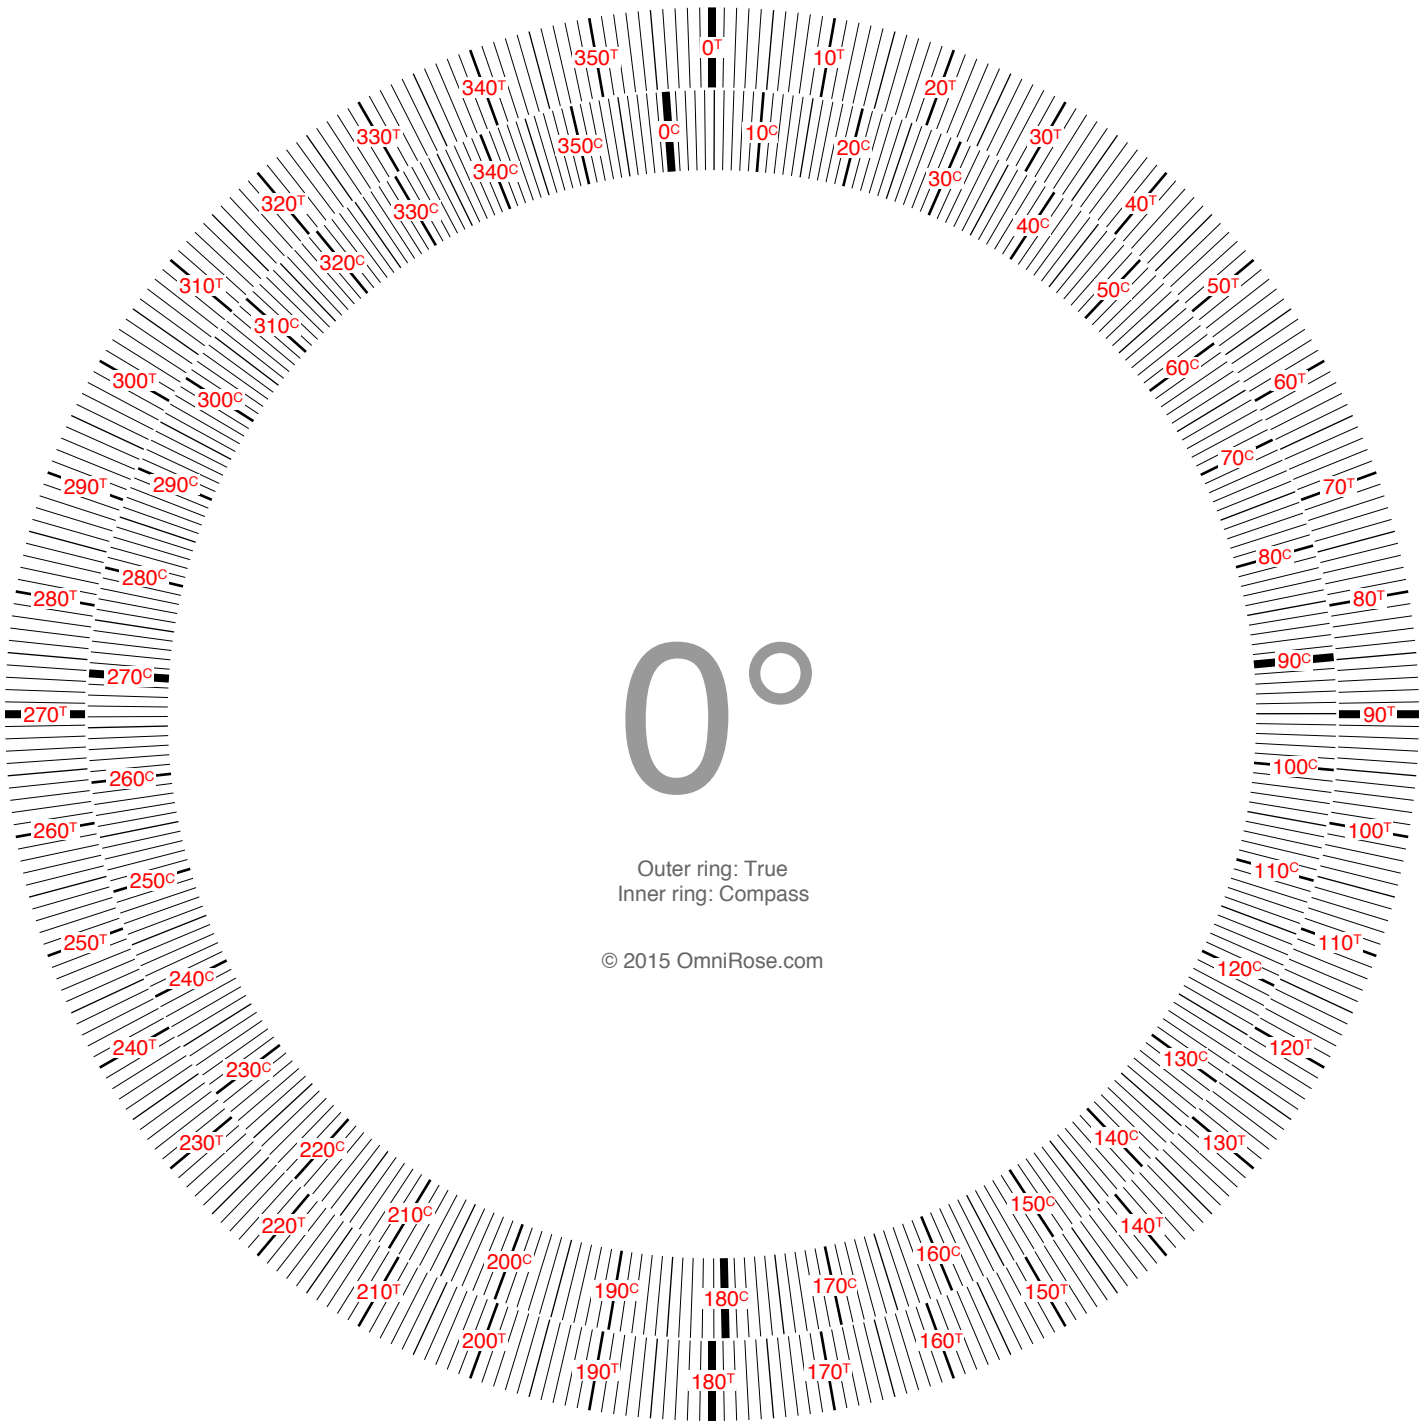 0ᵀ
10ᵀ
20ᵀ
30ᵀ
40ᵀ
50ᵀ
60ᵀ
70ᵀ
80ᵀ
90ᵀ
100ᵀ
110ᵀ
120ᵀ
130ᵀ
140ᵀ
150ᵀ
160ᵀ
170ᵀ
180ᵀ
190ᵀ
200ᵀ
210ᵀ
220ᵀ
230ᵀ
240ᵀ
250ᵀ
260ᵀ
270ᵀ
280ᵀ
290ᵀ
300ᵀ
310ᵀ
320ᵀ
330ᵀ
340ᵀ
350ᵀ
0C
10C
20C
30C
40C
50C
60C
70C
80C
90C
100C
110C
120C
130C
140C
150C
160C
170C
180C
190C
200C
210C
220C
230C
240C
250C
260C
270C
280C
290C
300C
310C
320C
330C
340C
350C
0°
Outer ring: True
Inner ring: Compass
© 2015 OmniRose.com